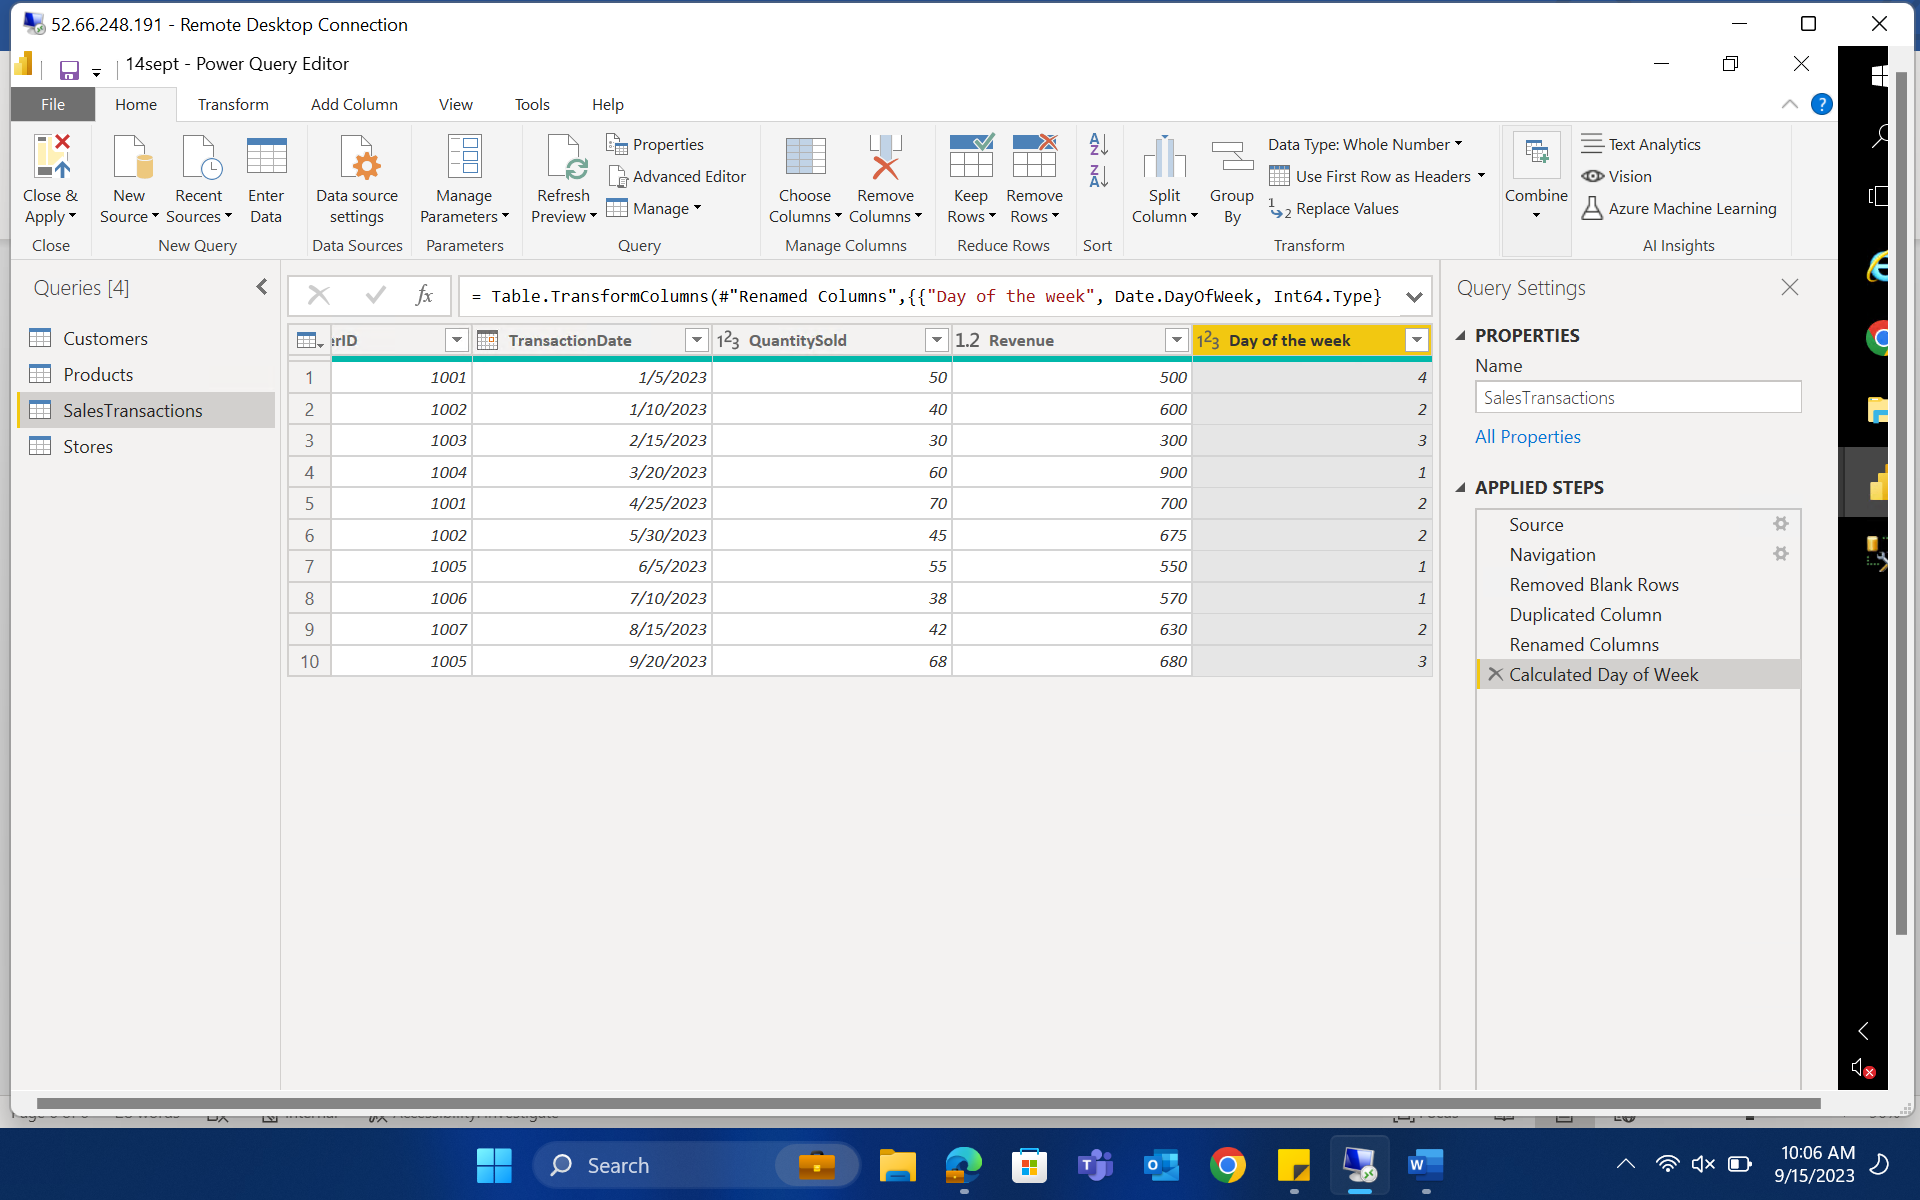 52.66.248.191 - Remote Desktop Connection
14sept - Power Query Editor
File Home Transform Add Column View Tools Help
Close & Apply
New Source
Recent Sources
Enter Data
Data source settings
Manage Parameters
Refresh Preview
Properties
Advanced Editor
Manage
Choose Columns
Remove Columns
Keep Rows
Remove Rows
Split Column
Group By
Data Type: Whole Number
Use First Row as Headers
Replace Values
Combine
Text Analytics
Vision
Azure Machine Learning
Close New Query Data Sources Parameters Query Manage Columns Reduce Rows Sort Transform AI Insights
Queries [4]
Customers
Products
SalesTransactions
Stores
fx = Table.TransformColumns(#"Renamed Columns",{{"Day of the week", Date.DayOfWeek, Int64.Type}
erID TransactionDate 123 QuantitySold 1.2 Revenue 123 Day of the week
1 1001 1/5/2023 50 500 4
2 1002 1/10/2023 40 600 2
3 1003 2/15/2023 30 300 3
4 1004 3/20/2023 60 900 1
5 1001 4/25/2023 70 700 2
6 1002 5/30/2023 45 675 2
7 1005 6/5/2023 55 550 1
8 1006 7/10/2023 38 570 1
9 1007 8/15/2023 42 630 2
10 1005 9/20/2023 68 680 3
Query Settings
PROPERTIES
Name
SalesTransactions
All Properties
APPLIED STEPS
Source
Navigation
Removed Blank Rows
Duplicated Column
Renamed Columns
Calculated Day of Week
Search
10:06 AM
9/15/2023